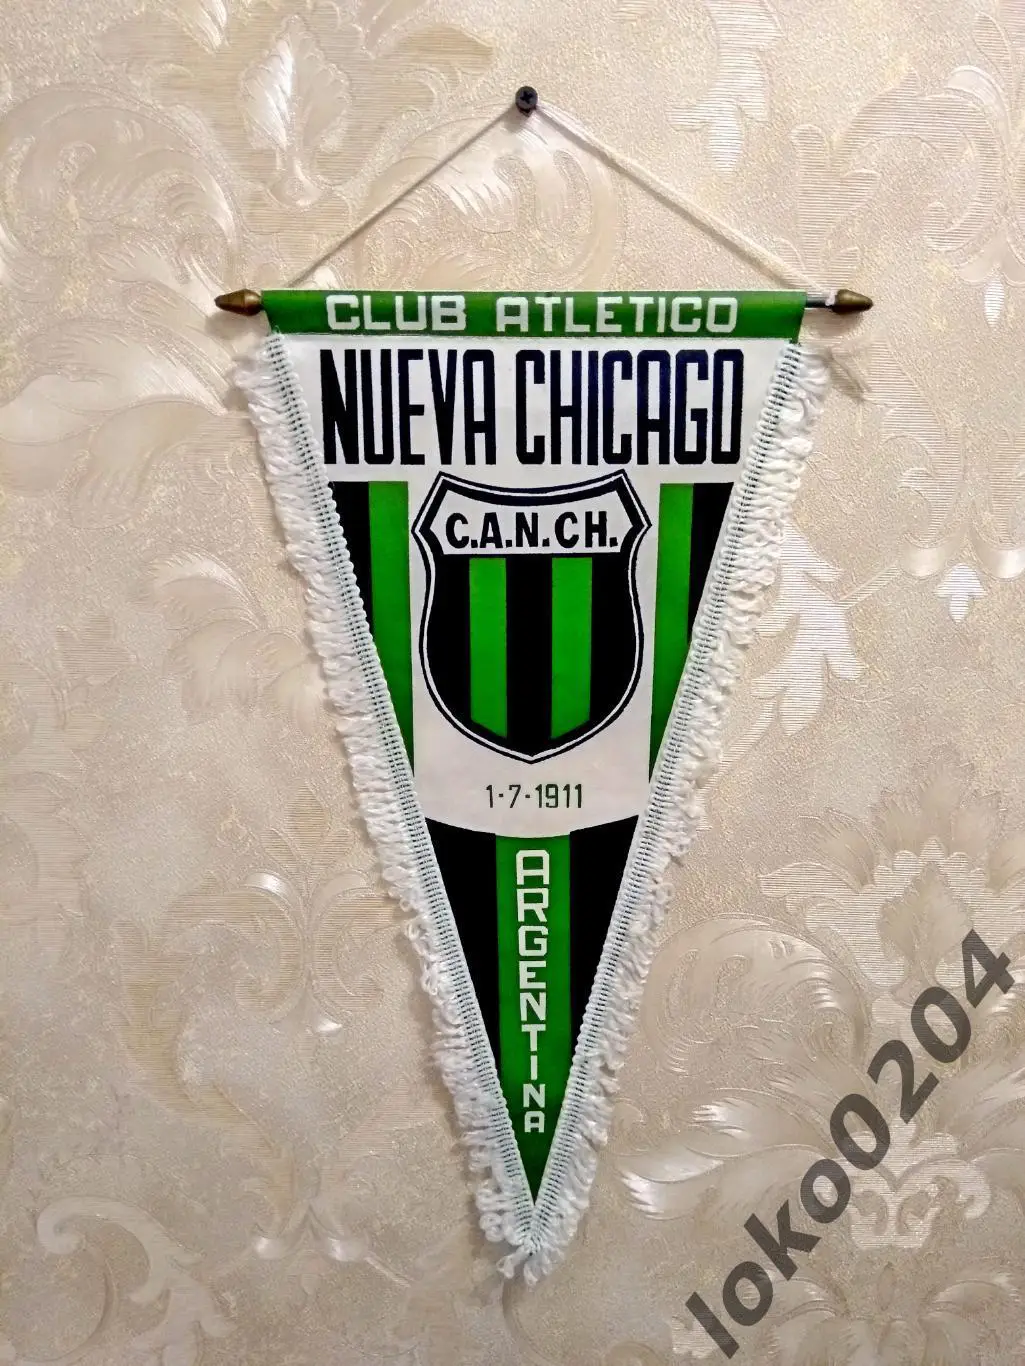 CLUB ATLETICO
NUEVA CHICAGO
C.A.N.CH.
1-7-1911
ARGENTINA
loko0204